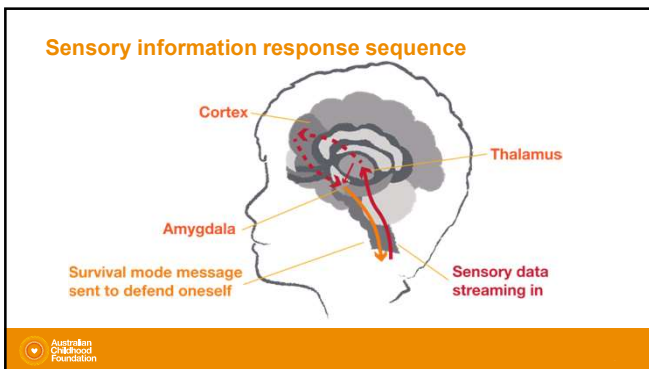 Sensory information response sequence
Cortex
Thalamus
Amygdala
Survival mode message
sent to defend oneself
Sensory data
streaming in
Australian
Childhood
Foundation